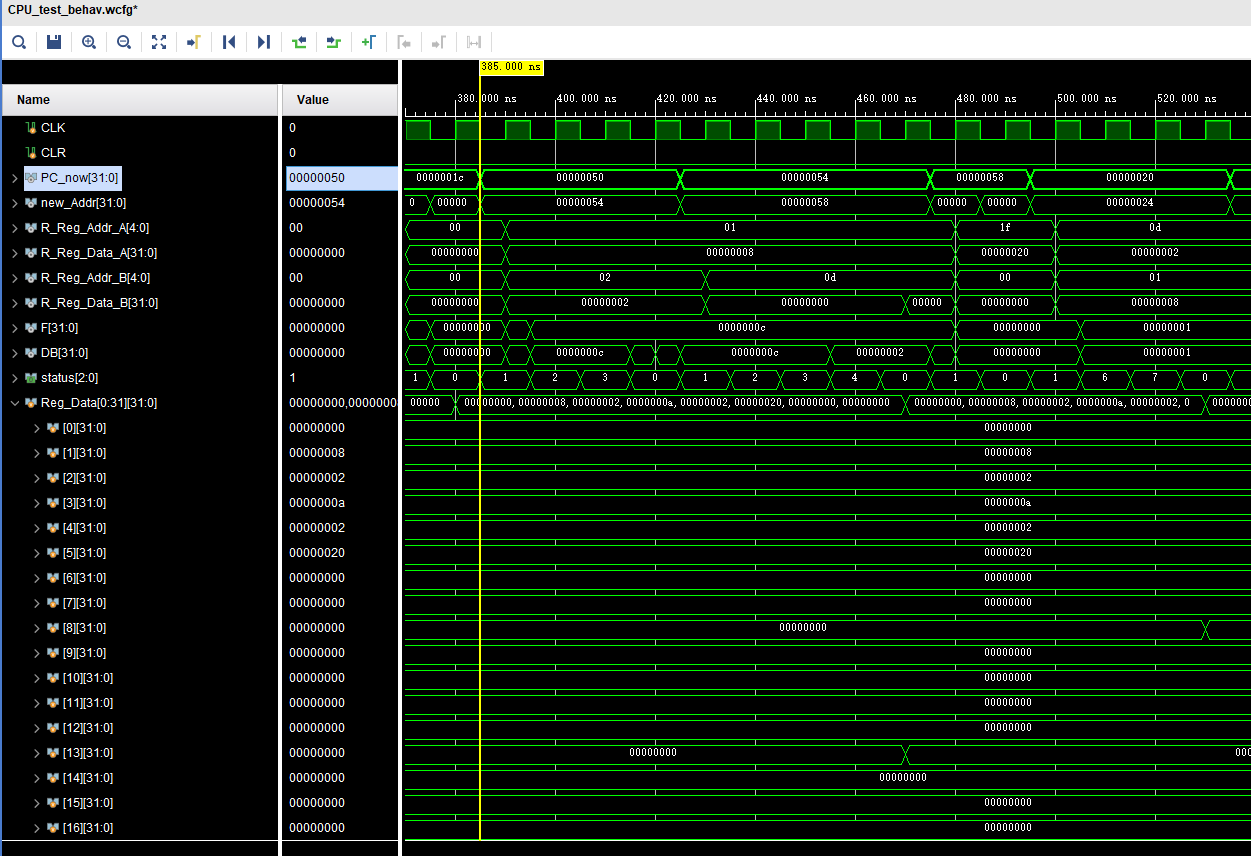 CPU_test_behav.wcfg*
385.000 ns
Name Value 380.000 ns 400.000 ns 420.000 ns 440.000 ns 460.000 ns 480.000 ns 500.000 ns 520.000 ns
CLK 0
CLR 0
PC_now[31:0] 00000050 0000001c 00000050 00000054 00000058 00000020
new_Addr[31:0] 00000054 0 00000 00000054 00000058 00000 00000 00000024
R_Reg_Addr_A[4:0] 00 00 01 1f 0d
R_Reg_Data_A[31:0] 00000000 00000000 00000008 00000020 00000002
R_Reg_Addr_B[4:0] 00 00 02 0d 00 01
R_Reg_Data_B[31:0] 00000000 00000000 00000002 00000000 00000 00000000 00000008
F[31:0] 00000000 00000000 0000000c 00000000 00000001
DB[31:0] 00000000 00000000 0000000c 0000000c 00000002 00000000 00000001
status[2:0] 1 1 0 1 2 3 0 1 2 3 4 0 1 0 1 6 7 0
Reg_Data[0:31][31:0] 00000000,0000000 00000 00000000,00000008,00000002,0000000a,00000002,00000020,00000000,00000000 00000000,00000008,00000002,0000000a,00000002,0 0000000
[0][31:0] 00000000 00000000
[1][31:0] 00000008 00000008
[2][31:0] 00000002 00000002
[3][31:0] 0000000a 0000000a
[4][31:0] 00000002 00000002
[5][31:0] 00000020 00000020
[6][31:0] 00000000 00000000
[7][31:0] 00000000 00000000
[8][31:0] 00000000 00000000
[9][31:0] 00000000 00000000
[10][31:0] 00000000 00000000
[11][31:0] 00000000 00000000
[12][31:0] 00000000 00000000
[13][31:0] 00000000 00000000 000
[14][31:0] 00000000 00000000
[15][31:0] 00000000 00000000
[16][31:0] 00000000 00000000